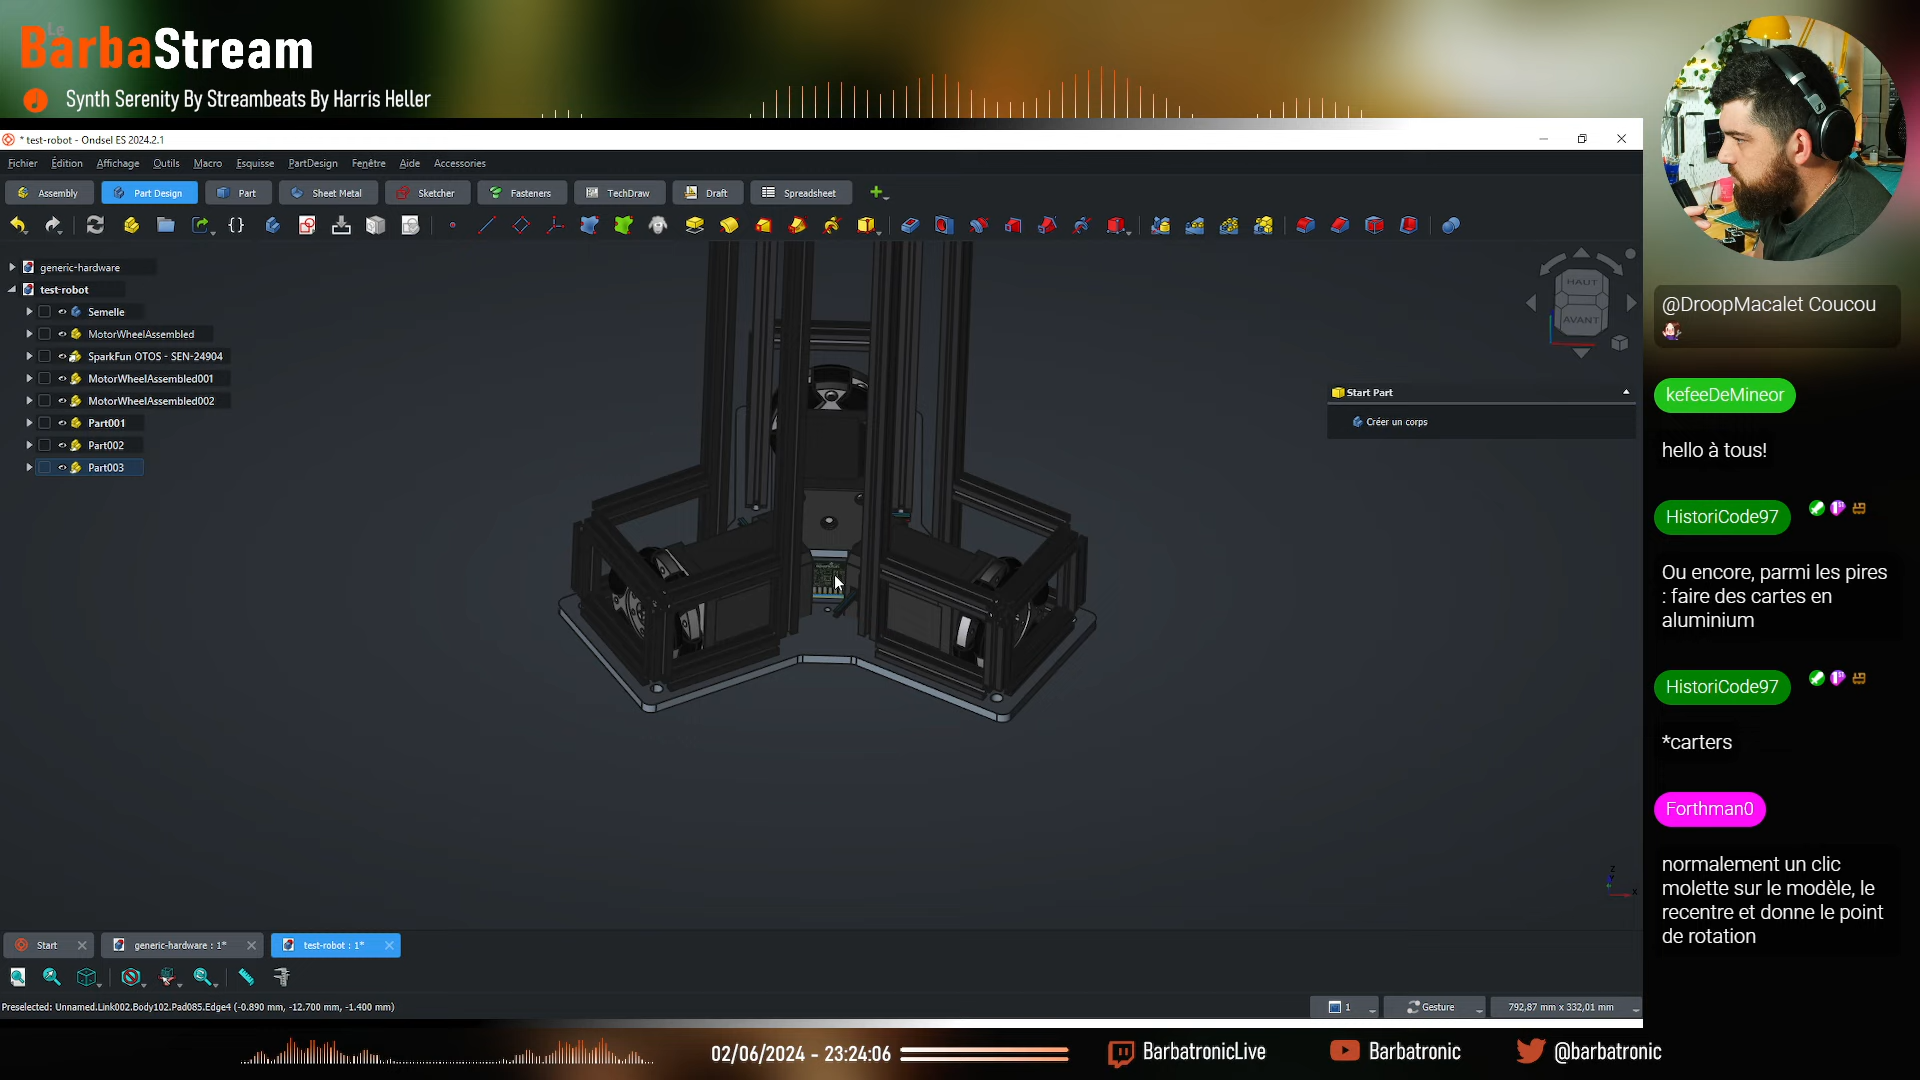 Le
BarbaStream
Synth Serenity By Streambeats By Harris Heller
* test-robot - Ondsel ES 2024.2.1
Fichier Édition Affichage Outils Macro Esquisse PartDesign Fenêtre Aide Accessories
Assembly Part Design Part Sheet Metal Sketcher Fasteners TechDraw Draft Spreadsheet
generic-hardware
test-robot
Semelle
MotorWheelAssembled
SparkFun OTOS - SEN-24904
MotorWheelAssembled001
MotorWheelAssembled002
Part001
Part002
Part003
HAUT
AVANT
Start Part
Créer un corps
Z
Y
X
Start generic-hardware : 1* test-robot : 1*
Preselected: Unnamed.Link002.Body102.Pad085.Edge4 (-0.890 mm, -12.700 mm, -1.400 mm)
1 Gesture 792,87 mm x 332,01 mm
@DroopMacalet Coucou
kefeeDeMineor
hello à tous!
HistoriCode97
Ou encore, parmi les pires
: faire des cartes en
aluminium
HistoriCode97
*carters
Forthman0
normalement un clic
molette sur le modèle, le
recentre et donne le point
de rotation
02/06/2024 - 23:24:06
BarbatronicLive
Barbatronic
@barbatronic